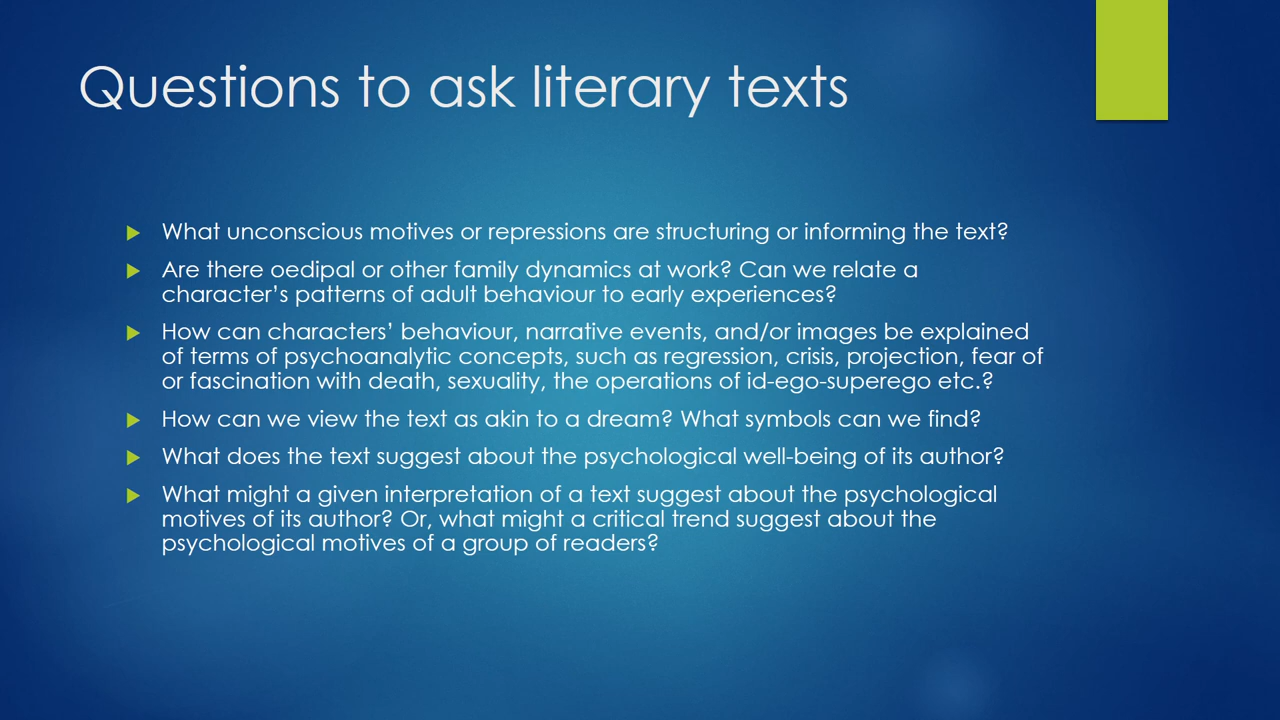 Questions to ask literary texts
What unconscious motives or repressions are structuring or informing the text?
Are there oedipal or other family dynamics at work? Can we relate a
character’s patterns of adult behaviour to early experiences?
How can characters’ behaviour, narrative events, and/or images be explained
of terms of psychoanalytic concepts, such as regression, crisis, projection, fear of
or fascination with death, sexuality, the operations of id-ego-superego etc.?
How can we view the text as akin to a dream? What symbols can we find?
What does the text suggest about the psychological well-being of its author?
What might a given interpretation of a text suggest about the psychological
motives of its author? Or, what might a critical trend suggest about the
psychological motives of a group of readers?